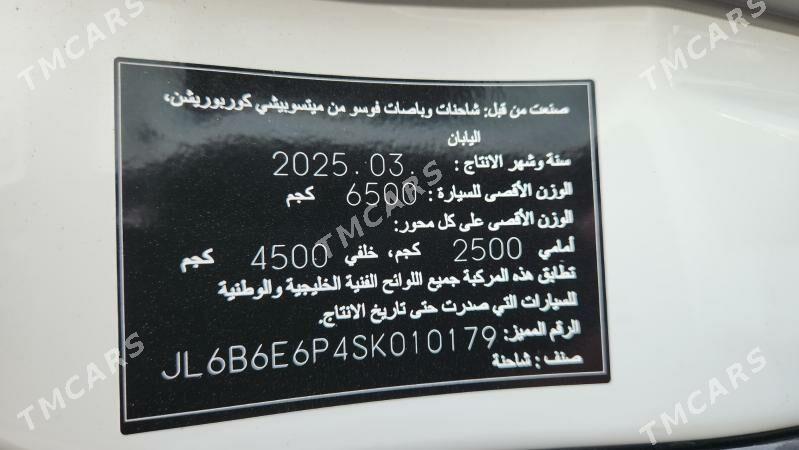 صنعت من قبل: شاحنات وباصات فوسو من ميتسوبيشي كوربوريشن،
اليابان
سنة وشهر الانتاج : 2025.03.
الوزن الأقصى للسيارة : 6500 كجم
الوزن الأقصى على كل محور:
أمامي 2500 كجم، خلفي 4500 كجم
تطابق هذه المركبة جميع اللوائح الفنية الخليجية والوطنية
للسيارات التي صدرت حتى تاريخ الانتاج.
الرقم المميز: JL6B6E6P4SK010179
صنف : شاحنة
TMCARS
TMCARS
TMCARS
TMCARS
TMCARS